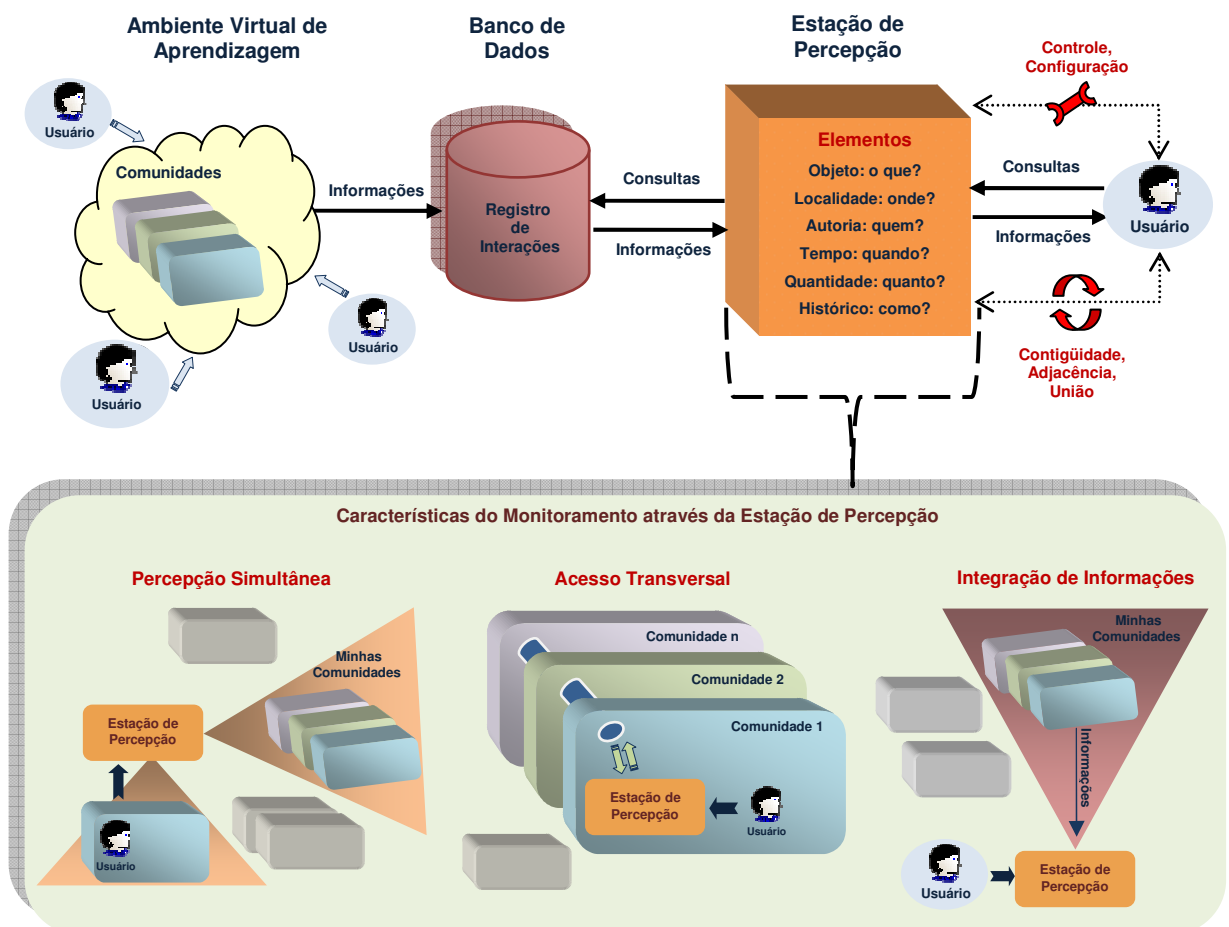 Ambiente Virtual de
Aprendizagem
Banco de
Dados
Estação de
Percepção
Controle,
Configuração
Usuário
Comunidades
Informações
Registro
de
Interações
Consultas
Informações
Elementos
Objeto: o que?
Localidade: onde?
Autoria: quem?
Tempo: quando?
Quantidade: quanto?
Histórico: como?
Consultas
Informações
Usuário
Usuário
Usuário
Contigüidade,
Adjacência,
União
Características do Monitoramento através da Estação de Percepção
Percepção Simultânea
Minhas
Comunidades
Estação de
Percepção
Usuário
Acesso Transversal
Comunidade n
Comunidade 2
Comunidade 1
Estação de
Percepção
Usuário
Integração de Informações
Minhas
Comunidades
Informações
Usuário
Estação de
Percepção